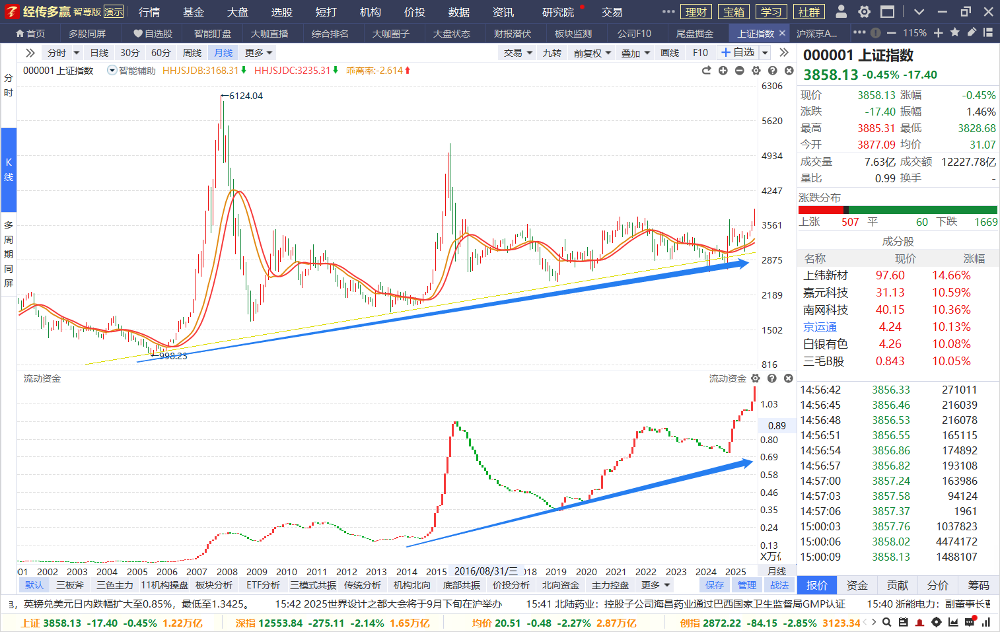 经传多赢 智尊版 演示 行情 基金 大盘 选股 短打 机构 价投 数据 资讯 研究院 交易 理财 宝箱 学习 社群
首页 多股同屏 自选股 智能盯盘 大咖直播 综合排名 大咖圈子 大盘状态 财报潜伏 板块监测 公司F10 尾盘掘金 上证指数 沪深京A... 115%
分时 日线 30分 60分 周线 月线 更多 交易 九转 前复权 叠加 画线 F10 自选
分时
K线
多周期同屏
000001 上证指数 智能辅助 HHJSJDB:3168.31 HHJSJDC:3235.31 乖离率:-2.614
6306
5620
4934
4247
3561
2875
2189
1502
816
←6124.04
←998.23
流动资金 流动资金
1.03
0.89
0.80
0.69
0.58
0.46
0.35
0.24
0.13
X万亿
01 2002 2003 2004 2005 2006 2007 2008 2009 2010 2011 2012 2013 2014 2015 2016/08/31/三 018 2019 2020 2021 2022 2023 2024 2025 月线
默认 三板斧 三色主力 11机构操盘 板块分析 ETF分析 三模式共振 传统分析 机构北向 底部共振 价投分析 北向资金 主力控盘 更多 保存 管理 战法
000001 上证指数
3858.13 -0.45% -17.40
现价 3858.13 涨幅 -0.45%
涨跌 -17.40 振幅 1.46%
最高 3885.31 最低 3828.68
今开 3877.09 均价 31.07
成交量 7.63亿 成交额 12227.78亿
量比 0.99 换手 -
涨跌分布
上涨 507 平 60 下跌 1669
成分股
名称 现价 涨幅
上纬新材 97.60 14.66%
嘉元科技 31.13 10.59%
南网科技 40.15 10.36%
京运通 4.24 10.13%
白银有色 4.26 10.08%
三毛B股 0.843 10.05%
14:56:42 3856.33 271011
14:56:45 3856.46 216039
14:56:48 3856.53 216078
14:56:51 3856.55 165115
14:56:54 3856.86 174892
14:56:57 3856.82 193108
14:57:00 3857.24 163986
14:57:03 3857.58 94124
14:57:06 3857.37 1961
15:00:03 3857.76 1037823
15:00:06 3858.02 4474172
15:00:09 3858.13 1488107
报价 资金 贡献 分价 筹码
，英镑兑美元日内跌幅扩大至0.85%，最低至1.3425。 15:42 2025世界设计之都大会将于9月下旬在沪举办 15:41 北陆药业：控股子公司海昌药业通过巴西国家卫生监督局GMP认证 15:40 浙能电力：副董事长
上证 3858.13 -17.40 -0.45% 1.22万亿 深指 12553.84 -275.11 -2.14% 1.65万亿 均价 20.51 -0.48 -2.27% 2.87万亿 创指 2872.22 -84.15 -2.85% 3123.34